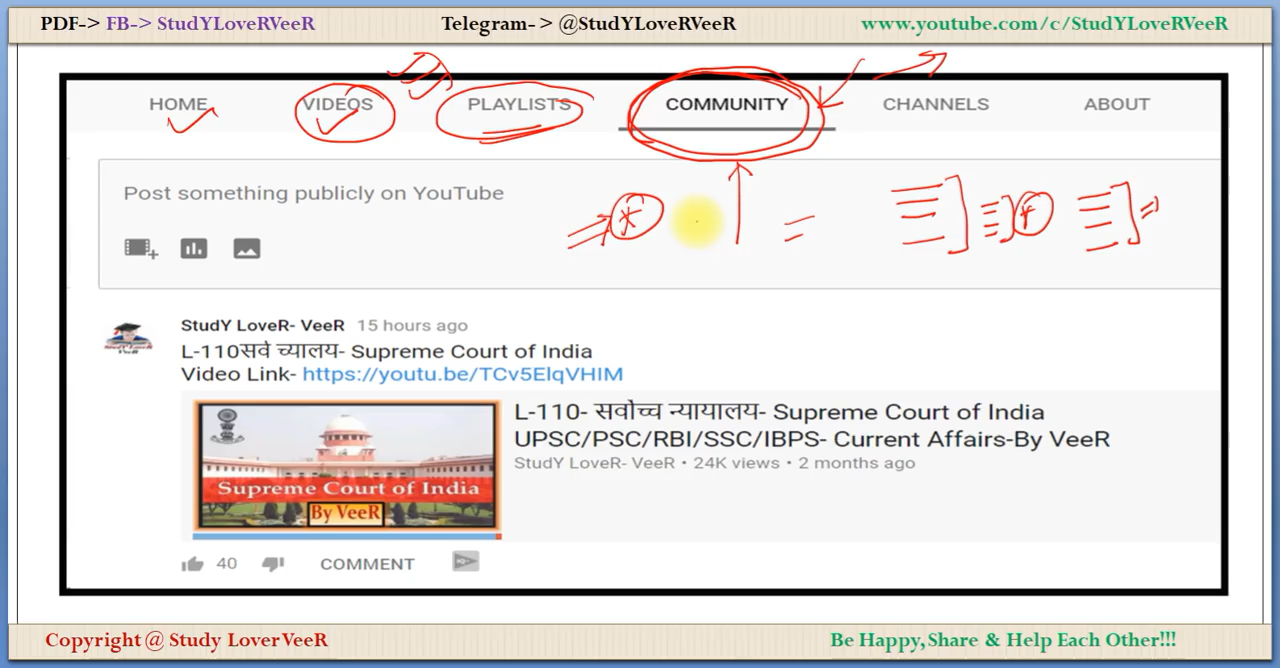 PDF-> FB-> StudYLoveRVeeR Telegram- > @StudYLoveRVeeR www.youtube.com/c/StudYLoveRVeeR
HOME VIDEOS PLAYLISTS COMMUNITY CHANNELS ABOUT
Post something publicly on YouTube
StudY LoveR- VeeR 15 hours ago
L-110सर्व च्यालय- Supreme Court of India
Video Link- https://youtu.be/TCv5ElqVHIM
L-110- सर्वोच्च न्यायालय- Supreme Court of India
UPSC/PSC/RBI/SSC/IBPS- Current Affairs-By VeeR
StudY LoveR- VeeR • 24K views • 2 months ago
Supreme Court of India
By VeeR
40 COMMENT
Copyright @ Study LoverVeeR Be Happy,Share & Help Each Other!!!